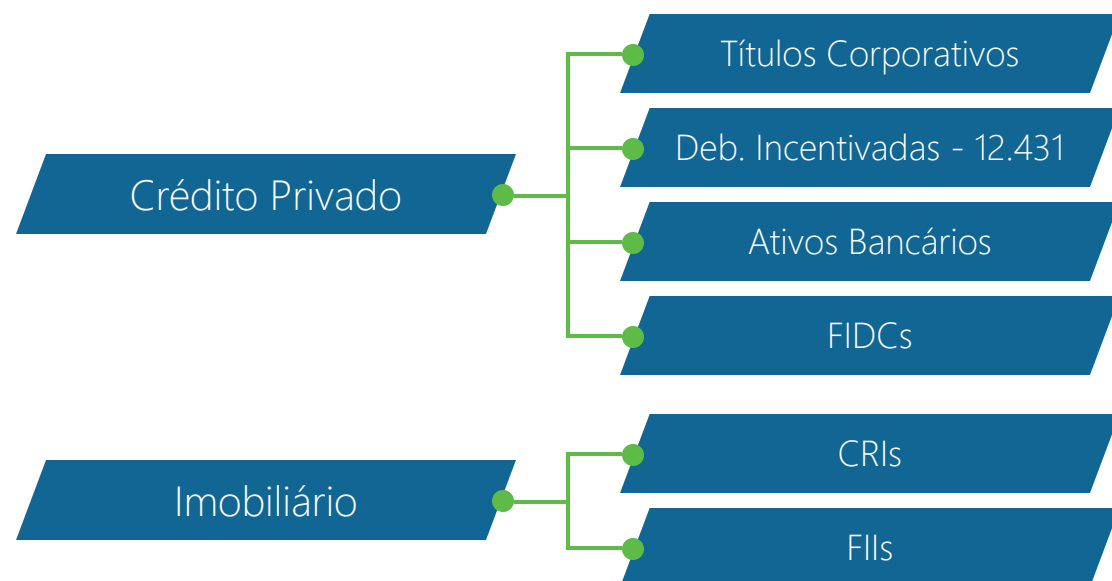 Crédito Privado
Títulos Corporativos
Deb. Incentivadas - 12.431
Ativos Bancários
FIDCs
Imobiliário
CRIs
FIIs